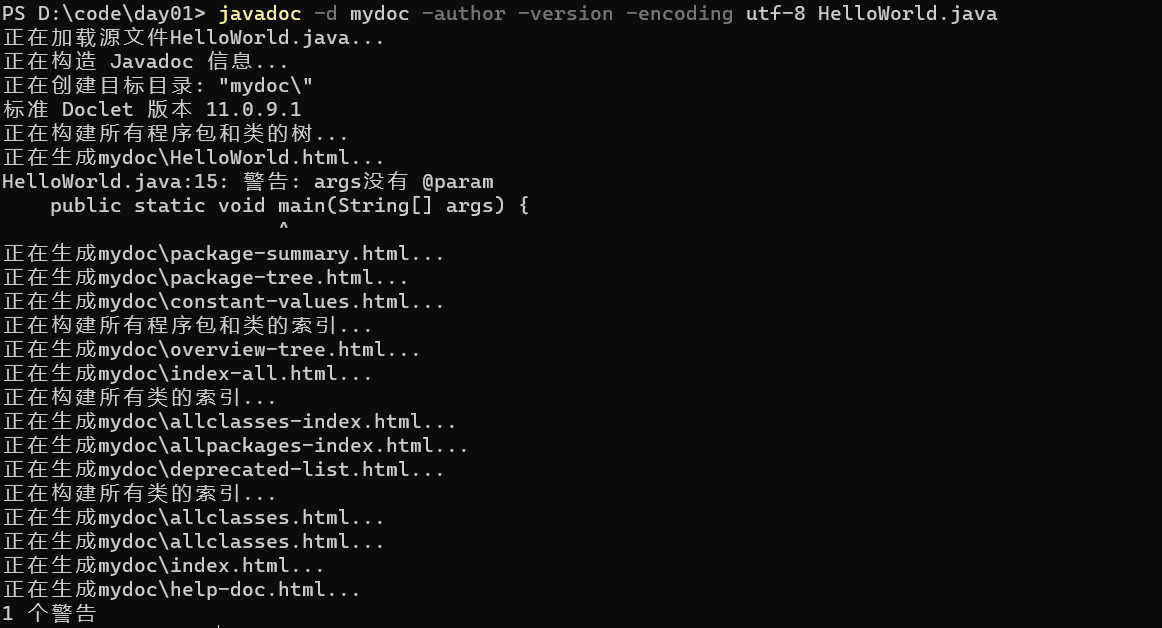 PS D:\code\day01> javadoc -d mydoc -author -version -encoding utf-8 HelloWorld.java
正在加载源文件HelloWorld.java...
正在构造 Javadoc 信息...
正在创建目标目录: "mydoc\"
标准 Doclet 版本 11.0.9.1
正在构建所有程序包和类的树...
正在生成mydoc\HelloWorld.html...
HelloWorld.java:15: 警告: args没有 @param
    public static void main(String[] args) {
                       ^
正在生成mydoc\package-summary.html...
正在生成mydoc\package-tree.html...
正在生成mydoc\constant-values.html...
正在构建所有程序包和类的索引...
正在生成mydoc\overview-tree.html...
正在生成mydoc\index-all.html...
正在构建所有类的索引...
正在生成mydoc\allclasses-index.html...
正在生成mydoc\allpackages-index.html...
正在生成mydoc\deprecated-list.html...
正在构建所有类的索引...
正在生成mydoc\allclasses.html...
正在生成mydoc\allclasses.html...
正在生成mydoc\index.html...
正在生成mydoc\help-doc.html...
1 个警告